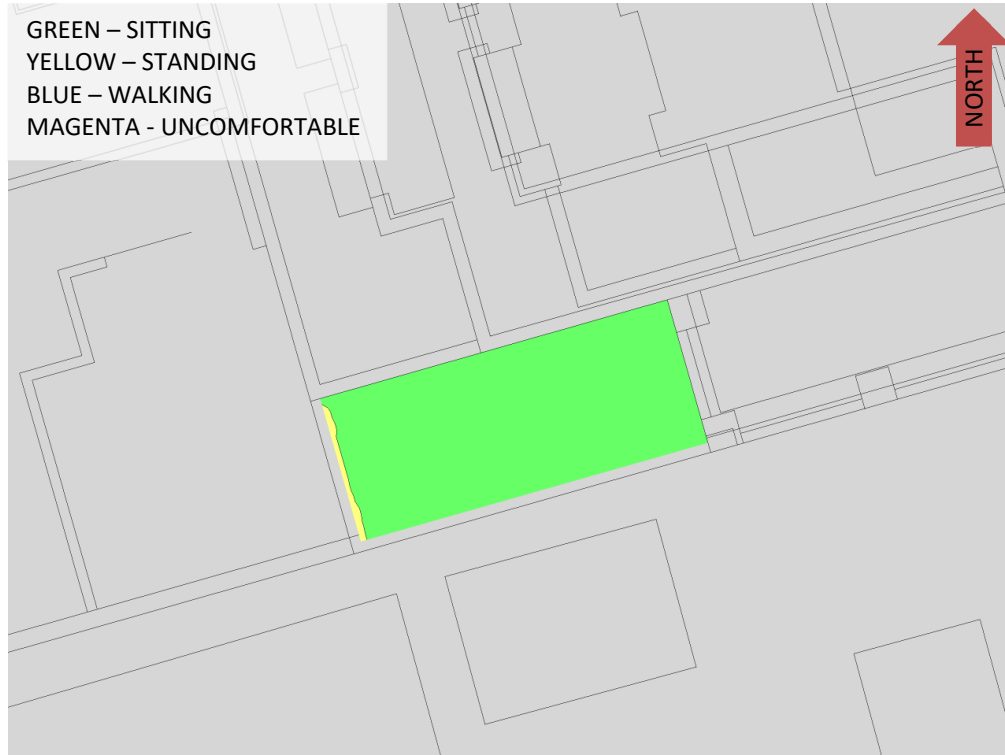 GREEN – SITTING
YELLOW – STANDING
BLUE – WALKING
MAGENTA - UNCOMFORTABLE
NORTH